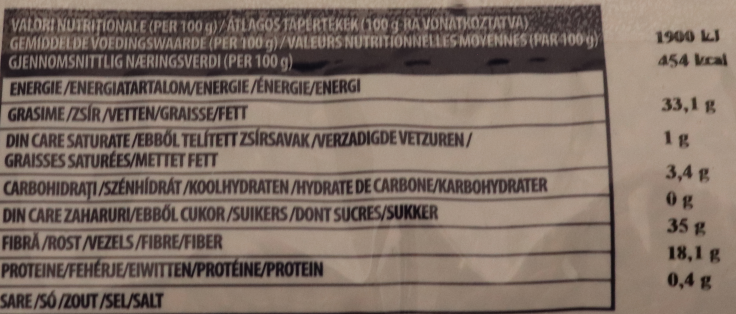 VALORI NUTRITIONALE (PER 100 g) / ÁTLAGOS TÁPÉRTÉKEK (100 g-RA VONATKOZTATVA)
GEMIDDELDE VOEDINGSWAARDE (PER 100 g) / VALEURS NUTRITIONNELLES MOYENNES (PAR 100 g)
GJENNOMSNITTLIG NÆRINGSVERDI (PER 100 g)
1900 kJ
454 kcal
ENERGIE /ENERGIATARTALOM/ENERGIE /ÉNERGIE/ENERGI
GRASIME /ZSÍR /VETTEN/GRAISSE/FETT 33,1 g
DIN CARE SATURATE /EBBŐL TELÍTETT ZSÍRSAVAK /VERZADIGDE VETZUREN / 1 g
GRAISSES SATURÉES/METTET FETT
CARBOHIDRAȚI /SZÉNHÍDRÁT /KOOLHYDRATEN /HYDRATE DE CARBONE/KARBOHYDRATER 3,4 g
DIN CARE ZAHARURI/EBBŐL CUKOR /SUIKERS /DONT SUCRES/SUKKER 0 g
FIBRĂ /ROST /VEZELS /FIBRE/FIBER 35 g
PROTEINE/FEHÉRJE/EIWITTEN/PROTÉINE/PROTEIN 18,1 g
SARE /SÓ /ZOUT /SEL/SALT 0,4 g